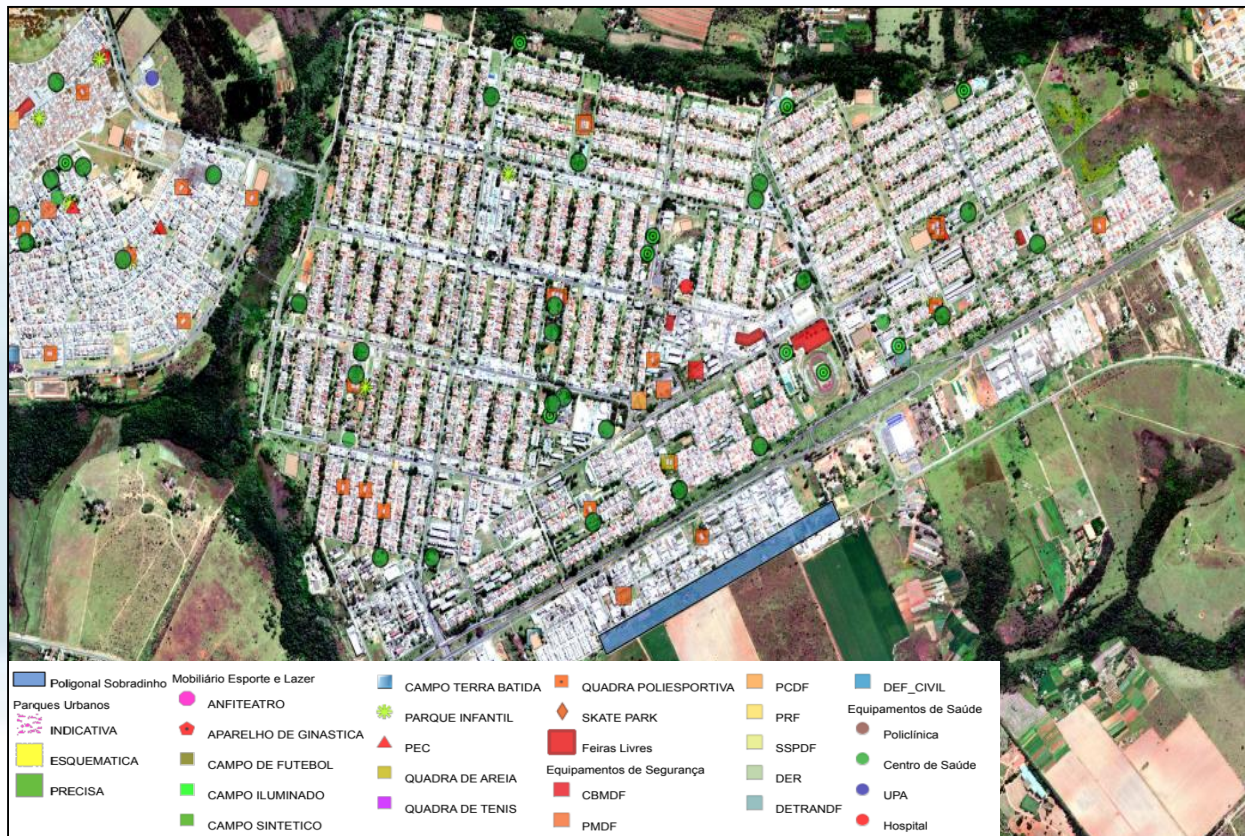 Poligonal Sobradinho
Parques Urbanos
INDICATIVA
ESQUEMATICA
PRECISA
Mobiliário Esporte e Lazer
ANFITEATRO
APARELHO DE GINASTICA
CAMPO DE FUTEBOL
CAMPO ILUMINADO
CAMPO SINTETICO
CAMPO TERRA BATIDA
PARQUE INFANTIL
PEC
QUADRA DE AREIA
QUADRA DE TENIS
QUADRA POLIESPORTIVA
SKATE PARK
Feiras Livres
Equipamentos de Segurança
CBMDF
PMDF
PCDF
PRF
SSPDF
DER
DETRANDF
DEF_CIVIL
Equipamentos de Saúde
Policlínica
Centro de Saúde
UPA
Hospital